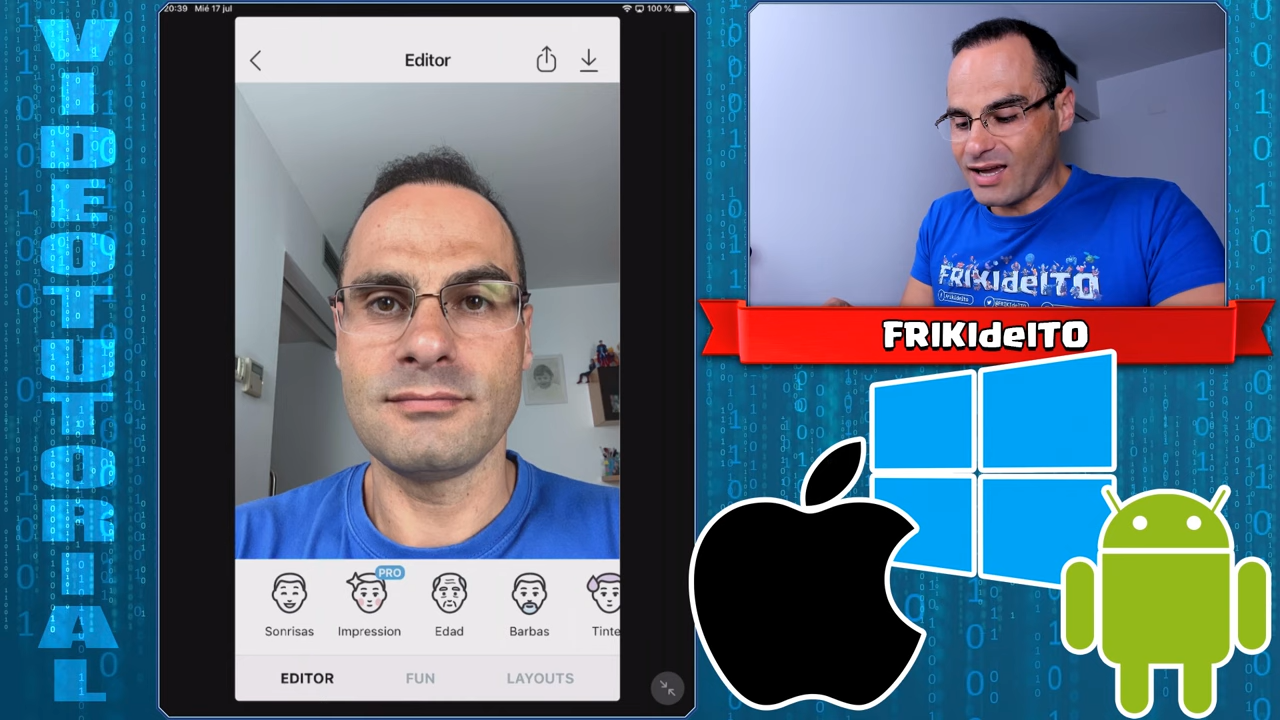 VIDEOTUTORIAL
20:39 Mié 17 jul
100 %
Editor
PRO
Sonrisas
Impression
Edad
Barbas
Tinte
EDITOR
FUN
LAYOUTS
FRIKIdelTO
FRIKIdelTO